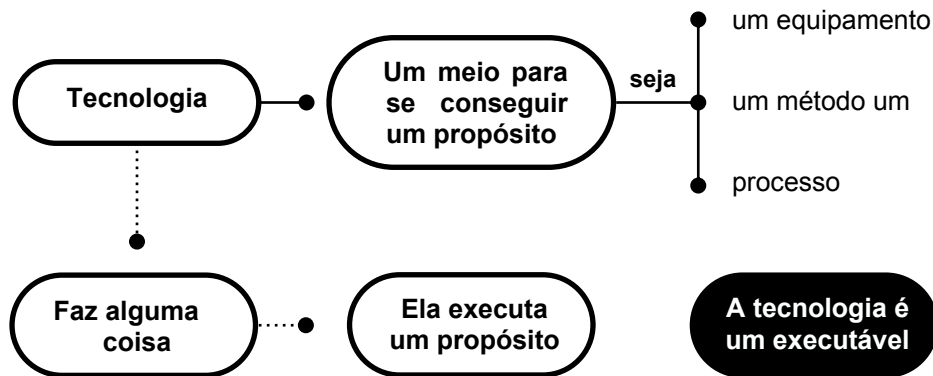 Tecnologia
Um meio para
se conseguir
um propósito
seja
um equipamento
um método um
processo
Faz alguma
coisa
Ela executa
um propósito
A tecnologia é
um executável